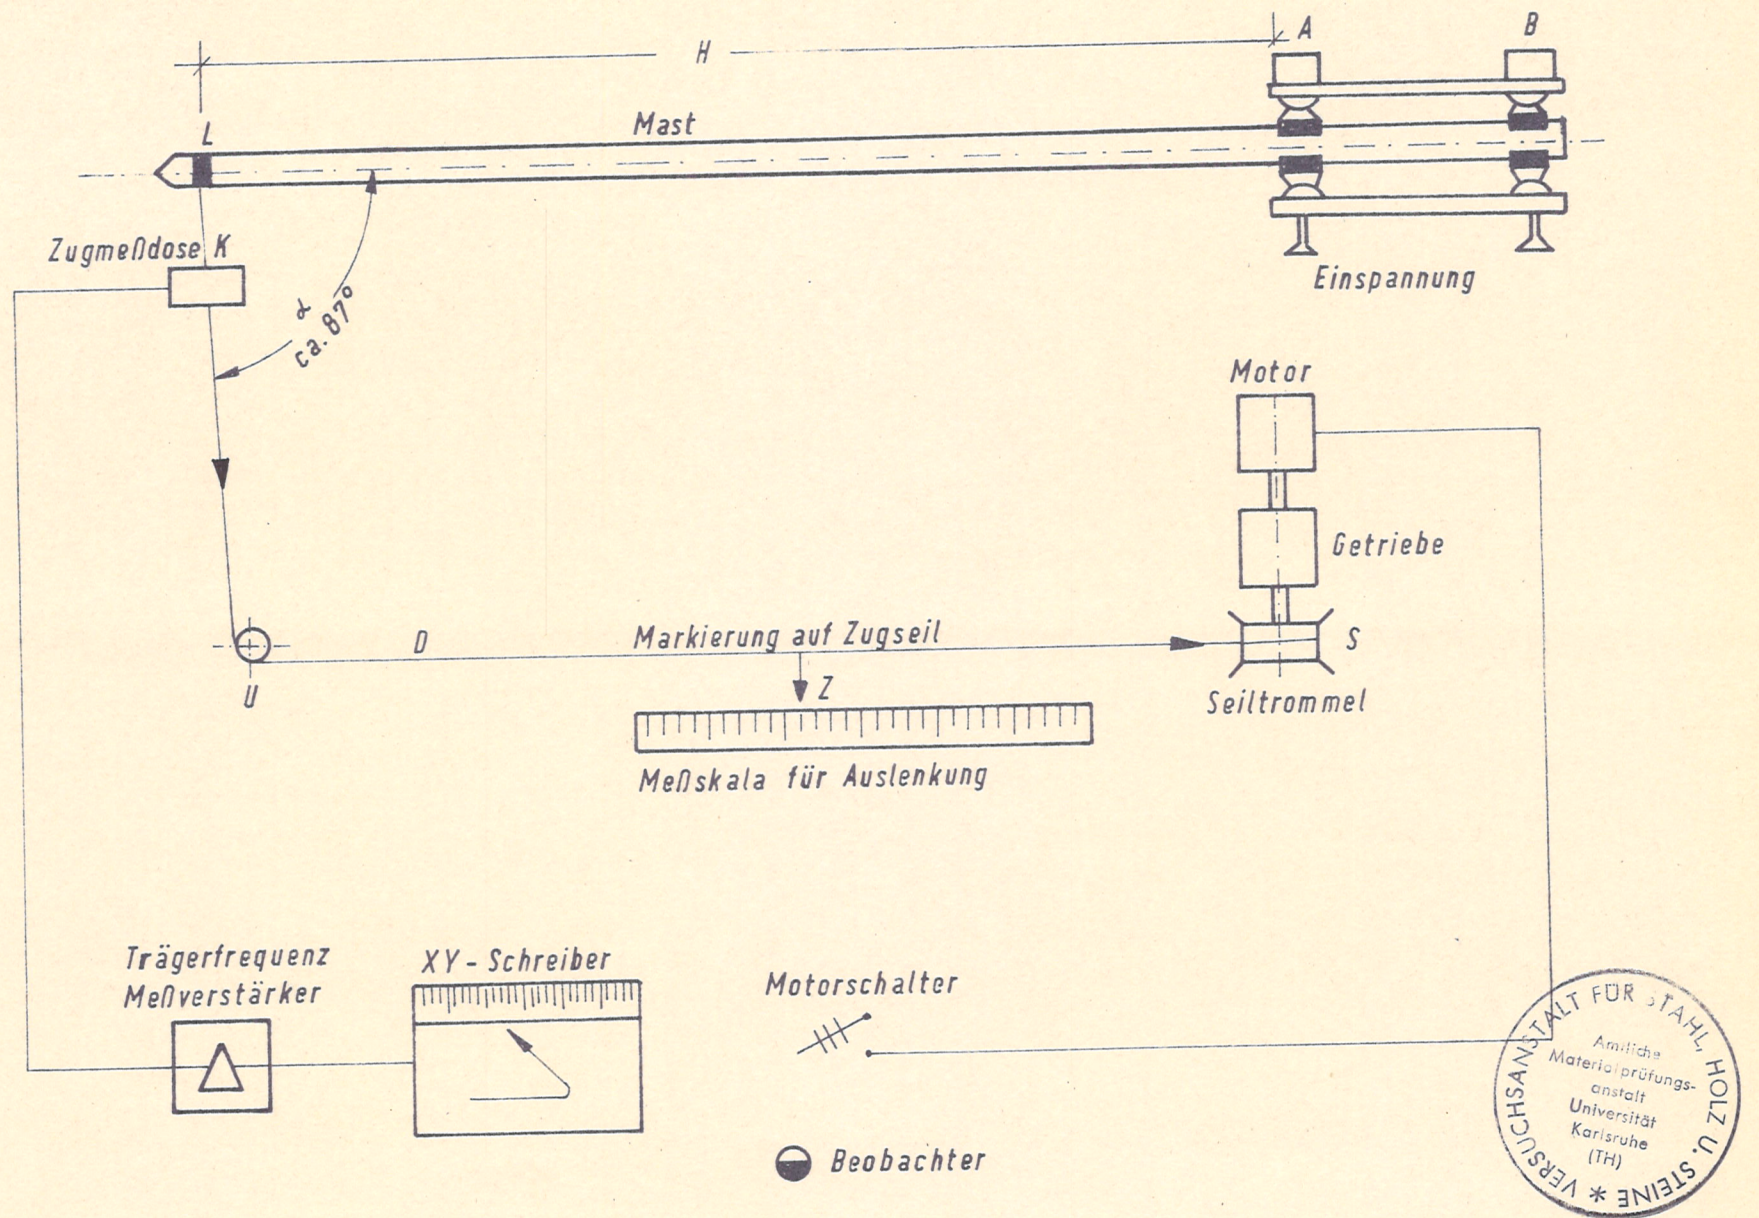 H
A
B
L
Mast
Zugmeßdose K
α
ca. 87°
Einspannung
Motor
Getriebe
D
Markierung auf Zugseil
S
U
Z
Seiltrommel
Meßskala für Auslenkung
Trägerfrequenz
Meßverstärker
XY-Schreiber
Motorschalter
Beobachter
VERSUCHSANSTALT FÜR STAHL, HOLZ U. STEINE *
Amtliche
Materialprüfungs-
anstalt
Universität
Karlsruhe
(TH)